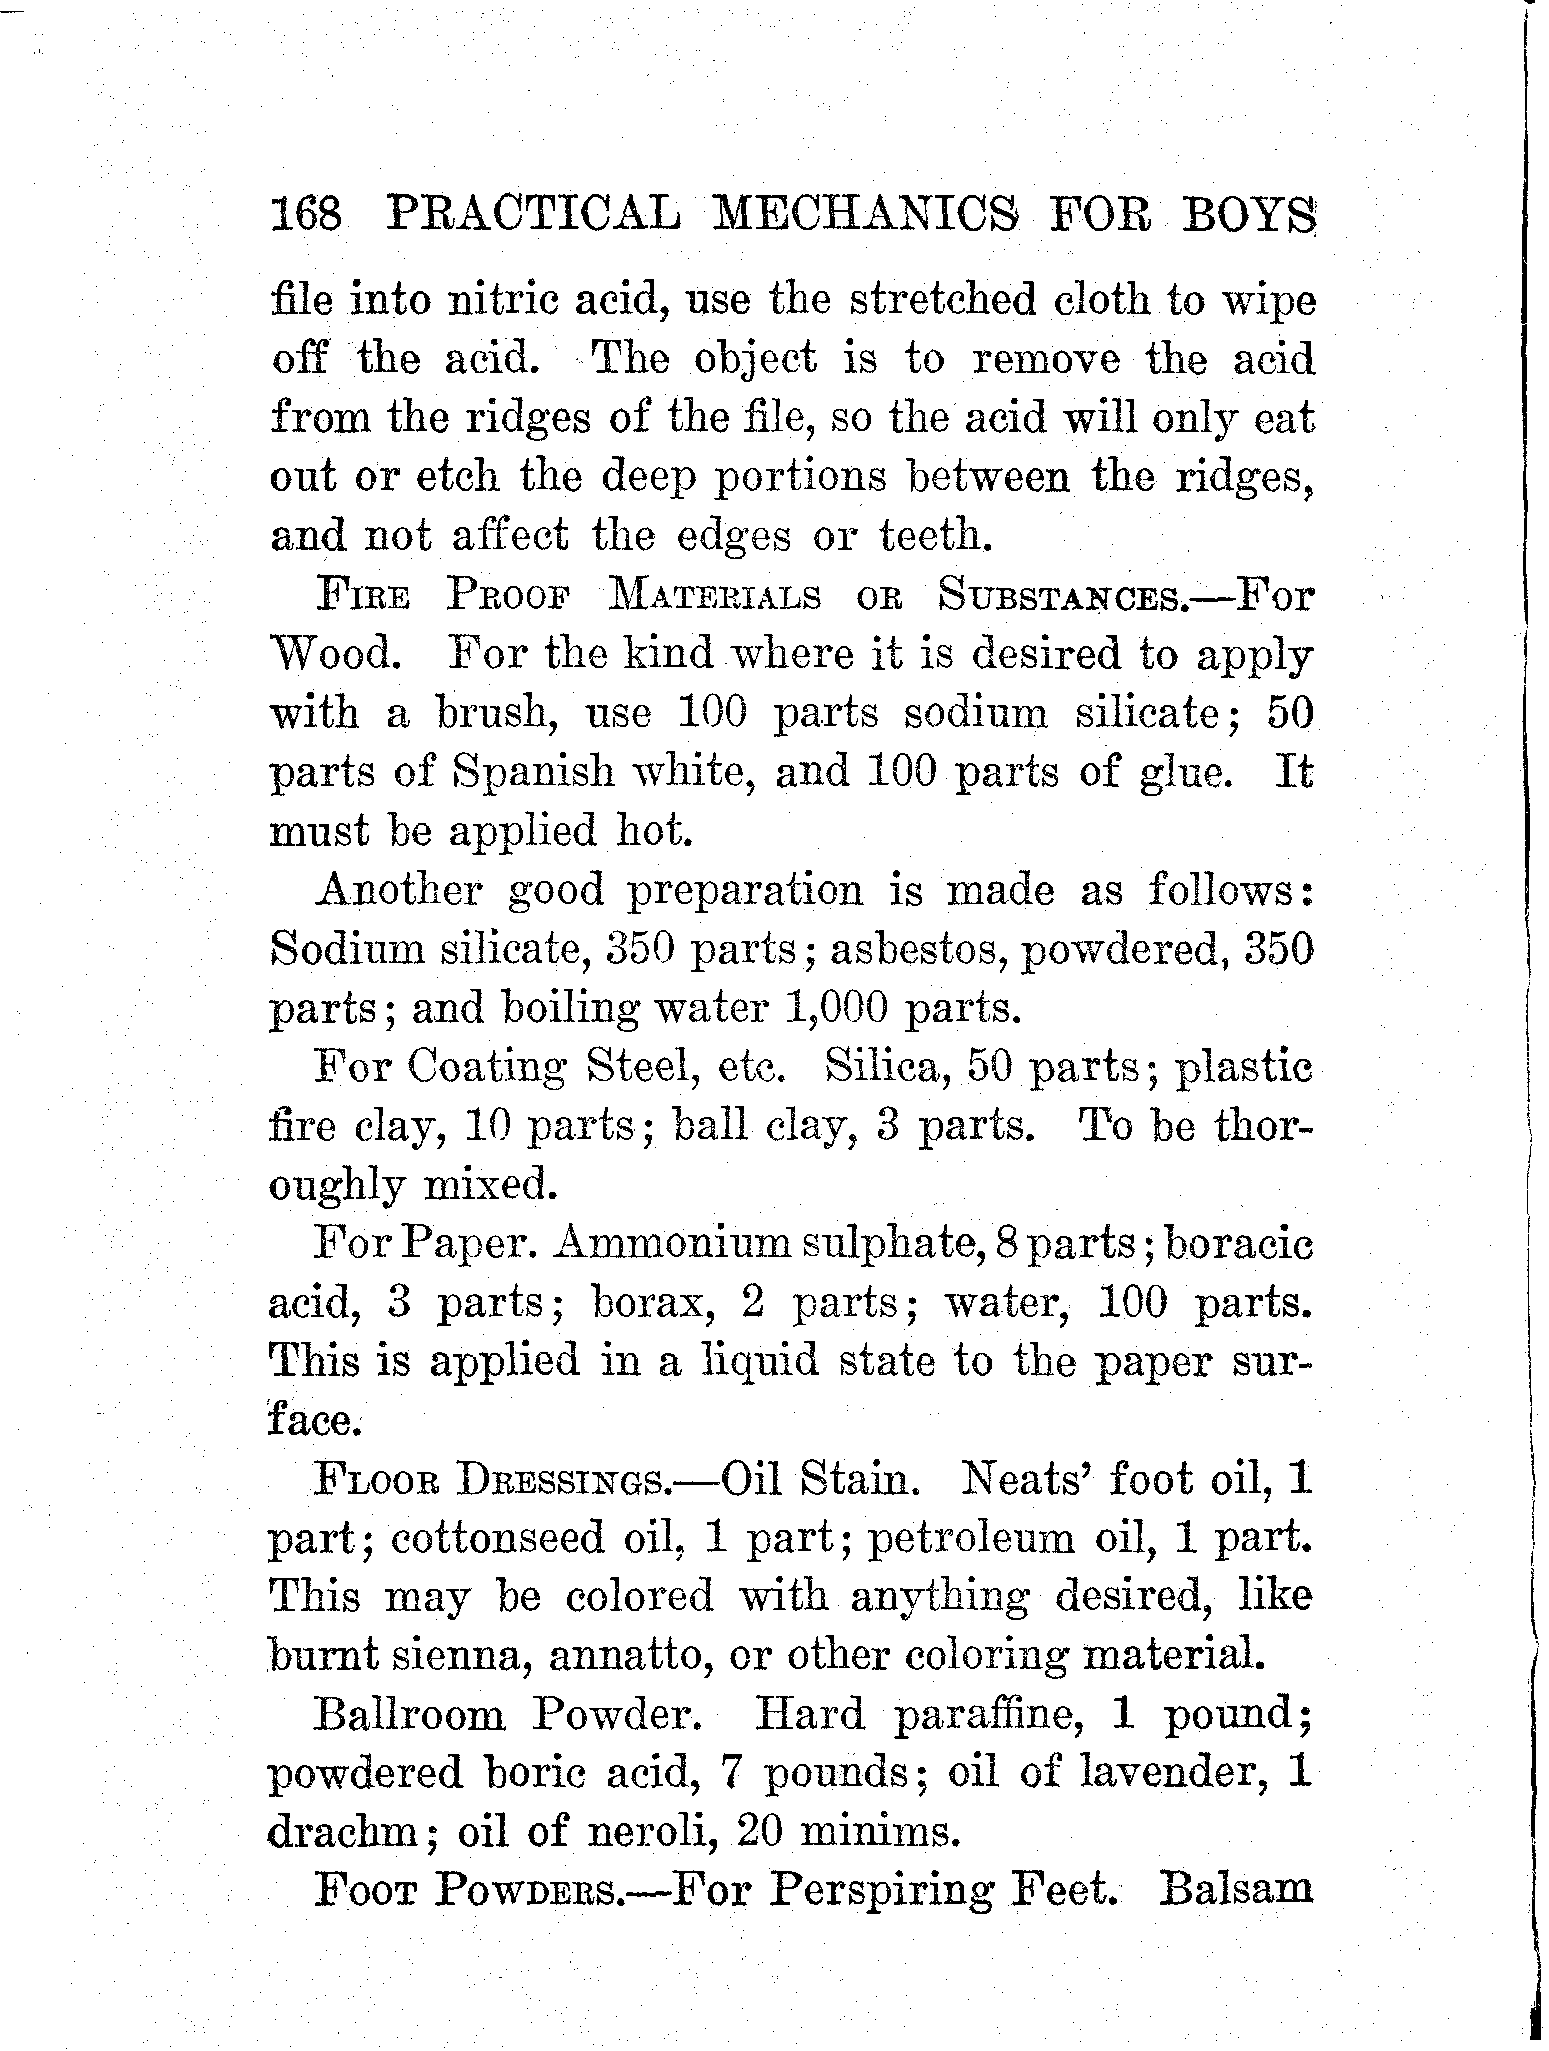 168 PRACTICAL MECHANICS FOR BOYS
file into nitric acid, use the stretched cloth to wipe
off the acid. The object is to remove the acid
from the ridges of the file, so the acid will only eat
out or etch the deep portions between the ridges,
and not affect the edges or teeth.
FIRE PROOF MATERIALS OR SUBSTANCES.—For
Wood. For the kind where it is desired to apply
with a brush, use 100 parts sodium silicate; 50
parts of Spanish white, and 100 parts of glue. It
must be applied hot.
Another good preparation is made as follows:
Sodium silicate, 350 parts; asbestos, powdered, 350
parts; and boiling water 1,000 parts.
For Coating Steel, etc. Silica, 50 parts; plastic
fire clay, 10 parts; ball clay, 3 parts. To be thor-
oughly mixed.
For Paper. Ammonium sulphate, 8 parts; boracic
acid, 3 parts; borax, 2 parts; water, 100 parts.
This is applied in a liquid state to the paper sur-
face.
FLOOR DRESSINGS.—Oil Stain. Neats' foot oil, 1
part; cottonseed oil, 1 part; petroleum oil, 1 part.
This may be colored with anything desired, like
burnt sienna, annatto, or other coloring material.
Ballroom Powder. Hard paraffine, 1 pound;
powdered boric acid, 7 pounds; oil of lavender, 1
drachm; oil of neroli, 20 minims.
FOOT POWDERS.—For Perspiring Feet. Balsam